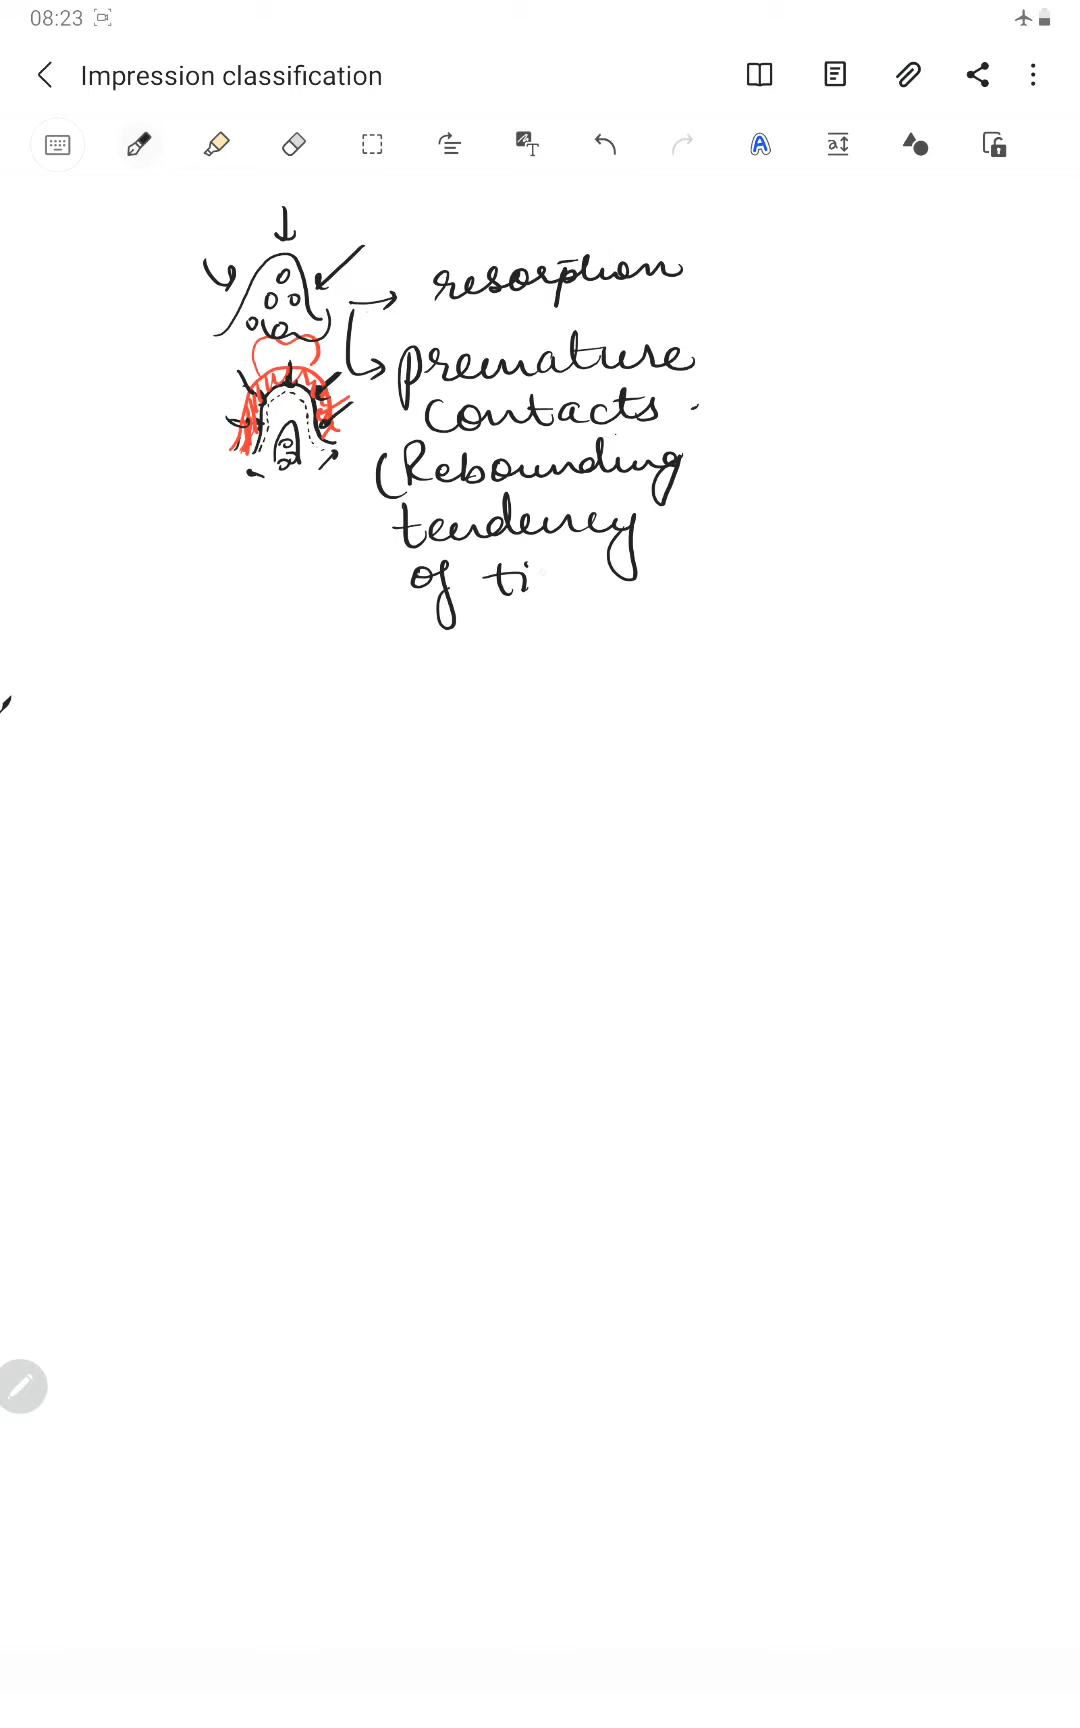 08:23
Impression classification
resorption
premature
contacts.
(Rebounding
tendency
of ti